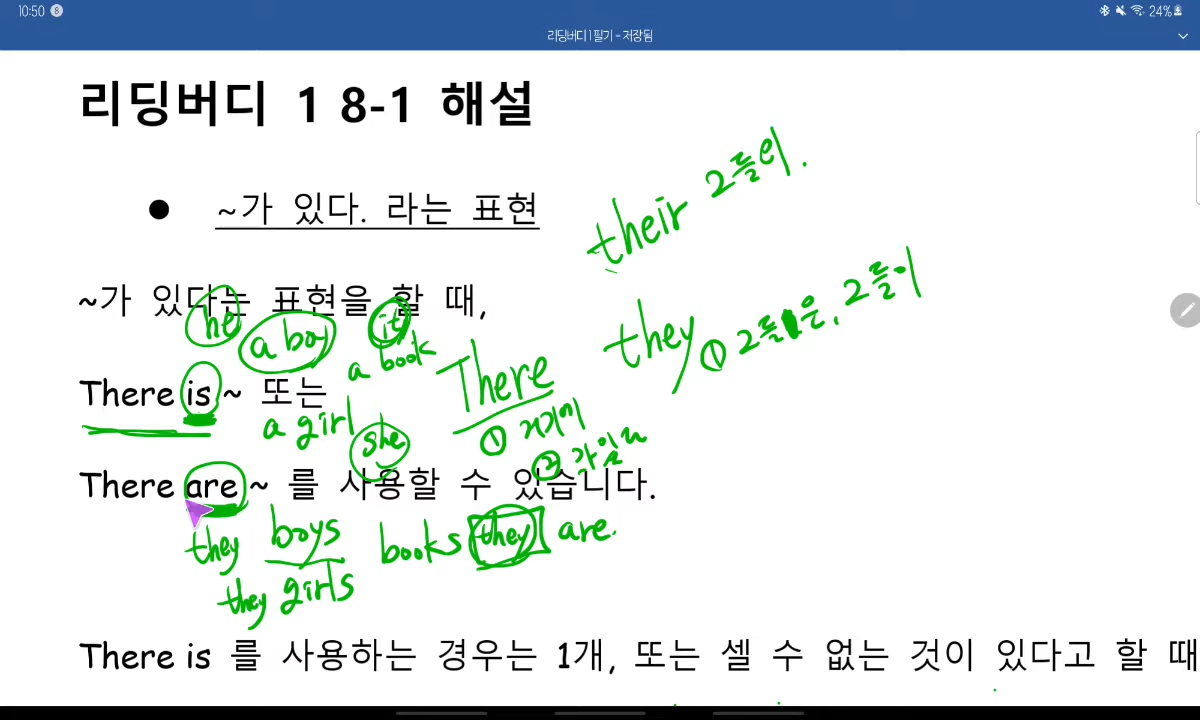 10:50 8 24%
리딩버디1 필기 - 저장됨
리딩버디 1 8-1 해설
their 2들의.
● ~가 있다. 라는 표현
~가 있다는 표현을 할 때,
they ① 2들은, 2들이
he a boy it
a book
There
① 거기에
There is ~ 또는
a girl she
② 가짐
There are ~ 를 사용할 수 있습니다.
they boys books they are.
they girls
There is 를 사용하는 경우는 1개, 또는 셀 수 없는 것이 있다고 할 때